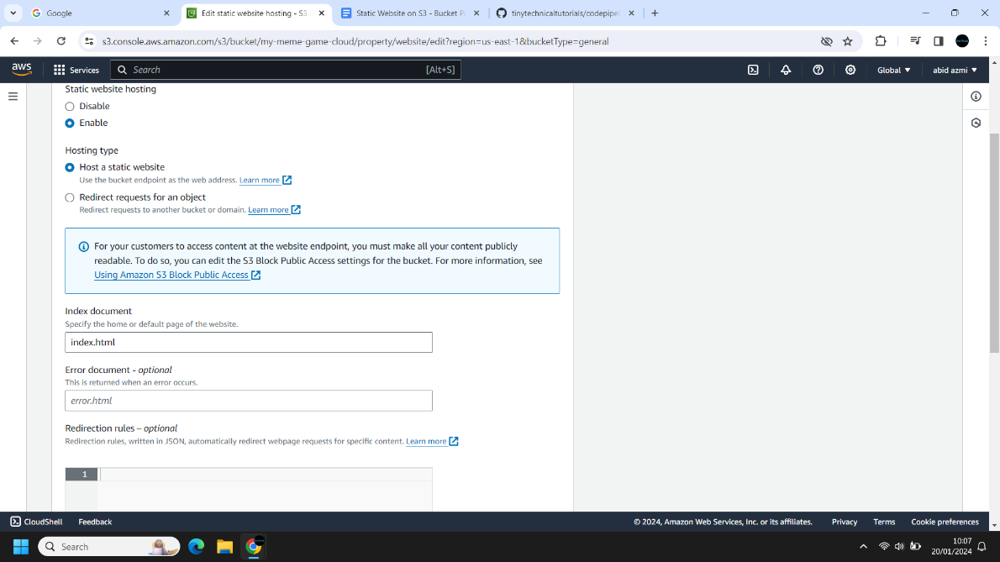 Google
Edit static website hosting - S3
Static Website on S3 - Bucket P
tinytechnicaltutorials/codepipel
s3.console.aws.amazon.com/s3/bucket/my-meme-game-cloud/property/website/edit?region=us-east-1&bucketType=general
aws
Services
Search
[Alt+S]
Global
abid azmi
Static website hosting
Disable
Enable
Hosting type
Host a static website
Use the bucket endpoint as the web address. Learn more
Redirect requests for an object
Redirect requests to another bucket or domain. Learn more
For your customers to access content at the website endpoint, you must make all your content publicly
readable. To do so, you can edit the S3 Block Public Access settings for the bucket. For more information, see
Using Amazon S3 Block Public Access
Index document
Specify the home or default page of the website.
index.html
Error document - optional
This is returned when an error occurs.
error.html
Redirection rules – optional
Redirection rules, written in JSON, automatically redirect webpage requests for specific content. Learn more
1
CloudShell
Feedback
© 2024, Amazon Web Services, Inc. or its affiliates.
Privacy
Terms
Cookie preferences
Search
10:07
20/01/2024